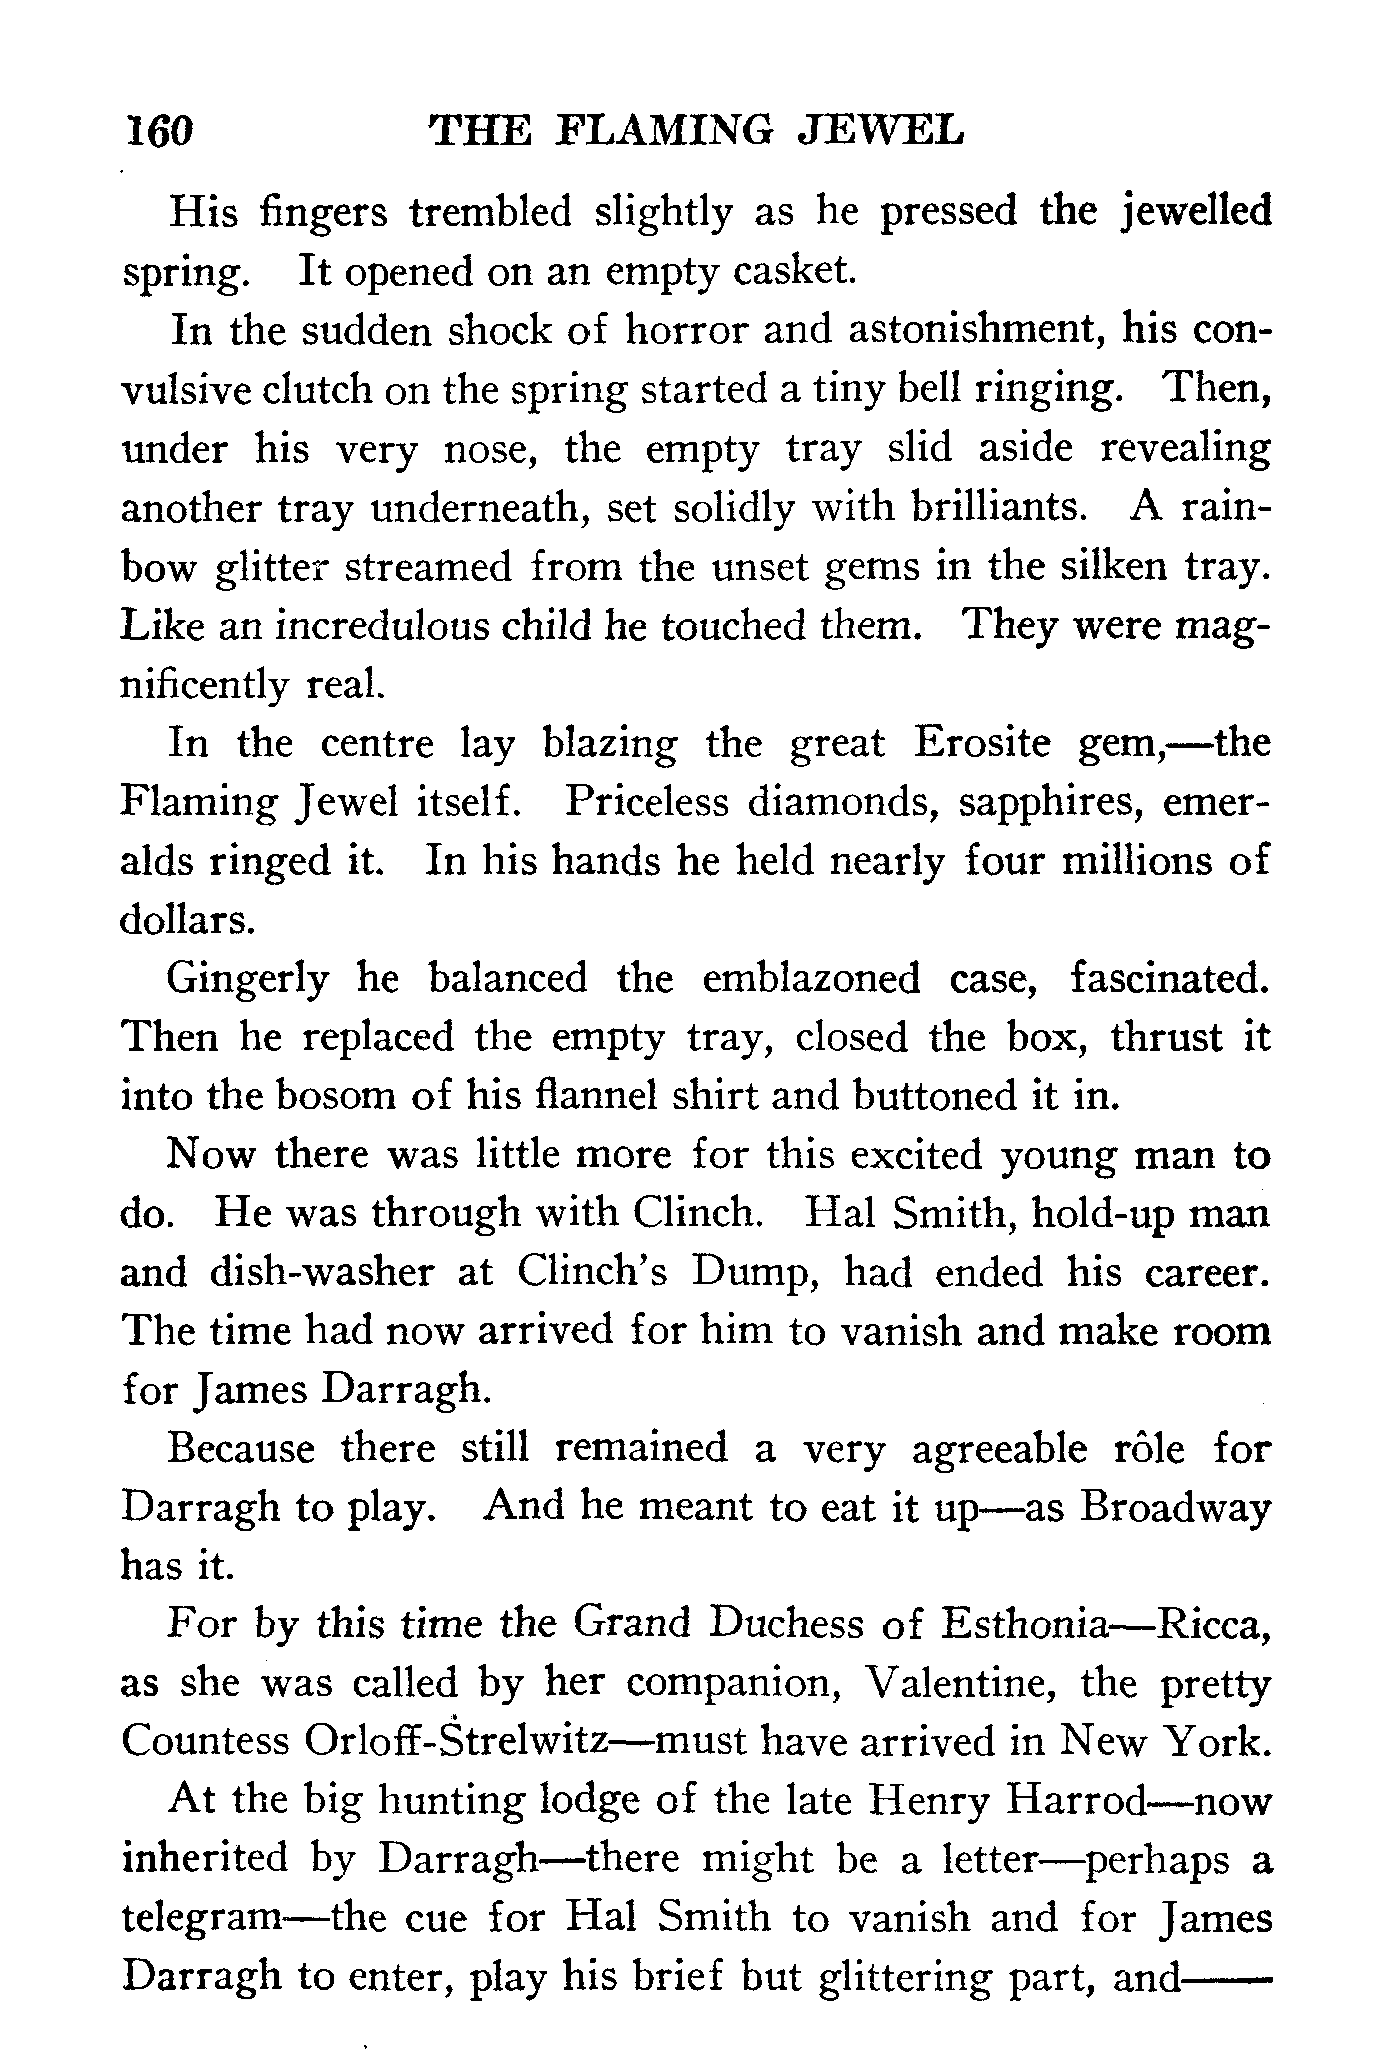 160 THE FLAMING JEWEL
His fingers trembled slightly as he pressed the jewelled
spring. It opened on an empty casket.
In the sudden shock of horror and astonishment, his con-
vulsive clutch on the spring started a tiny bell ringing. Then,
under his very nose, the empty tray slid aside revealing
another tray underneath, set solidly with brilliants. A rain-
bow glitter streamed from the unset gems in the silken tray.
Like an incredulous child he touched them. They were mag-
nificently real.
In the centre lay blazing the great Erosite gem,—the
Flaming Jewel itself. Priceless diamonds, sapphires, emer-
alds ringed it. In his hands he held nearly four millions of
dollars.
Gingerly he balanced the emblazoned case, fascinated.
Then he replaced the empty tray, closed the box, thrust it
into the bosom of his flannel shirt and buttoned it in.
Now there was little more for this excited young man to
do. He was through with Clinch. Hal Smith, hold-up man
and dish-washer at Clinch's Dump, had ended his career.
The time had now arrived for him to vanish and make room
for James Darragh.
Because there still remained a very agreeable rôle for
Darragh to play. And he meant to eat it up—as Broadway
has it.
For by this time the Grand Duchess of Esthonia—Ricca,
as she was called by her companion, Valentine, the pretty
Countess Orloff-Strelwitz—must have arrived in New York.
At the big hunting lodge of the late Henry Harrod—now
inherited by Darragh—there might be a letter—perhaps a
telegram—the cue for Hal Smith to vanish and for James
Darragh to enter, play his brief but glittering part, and——